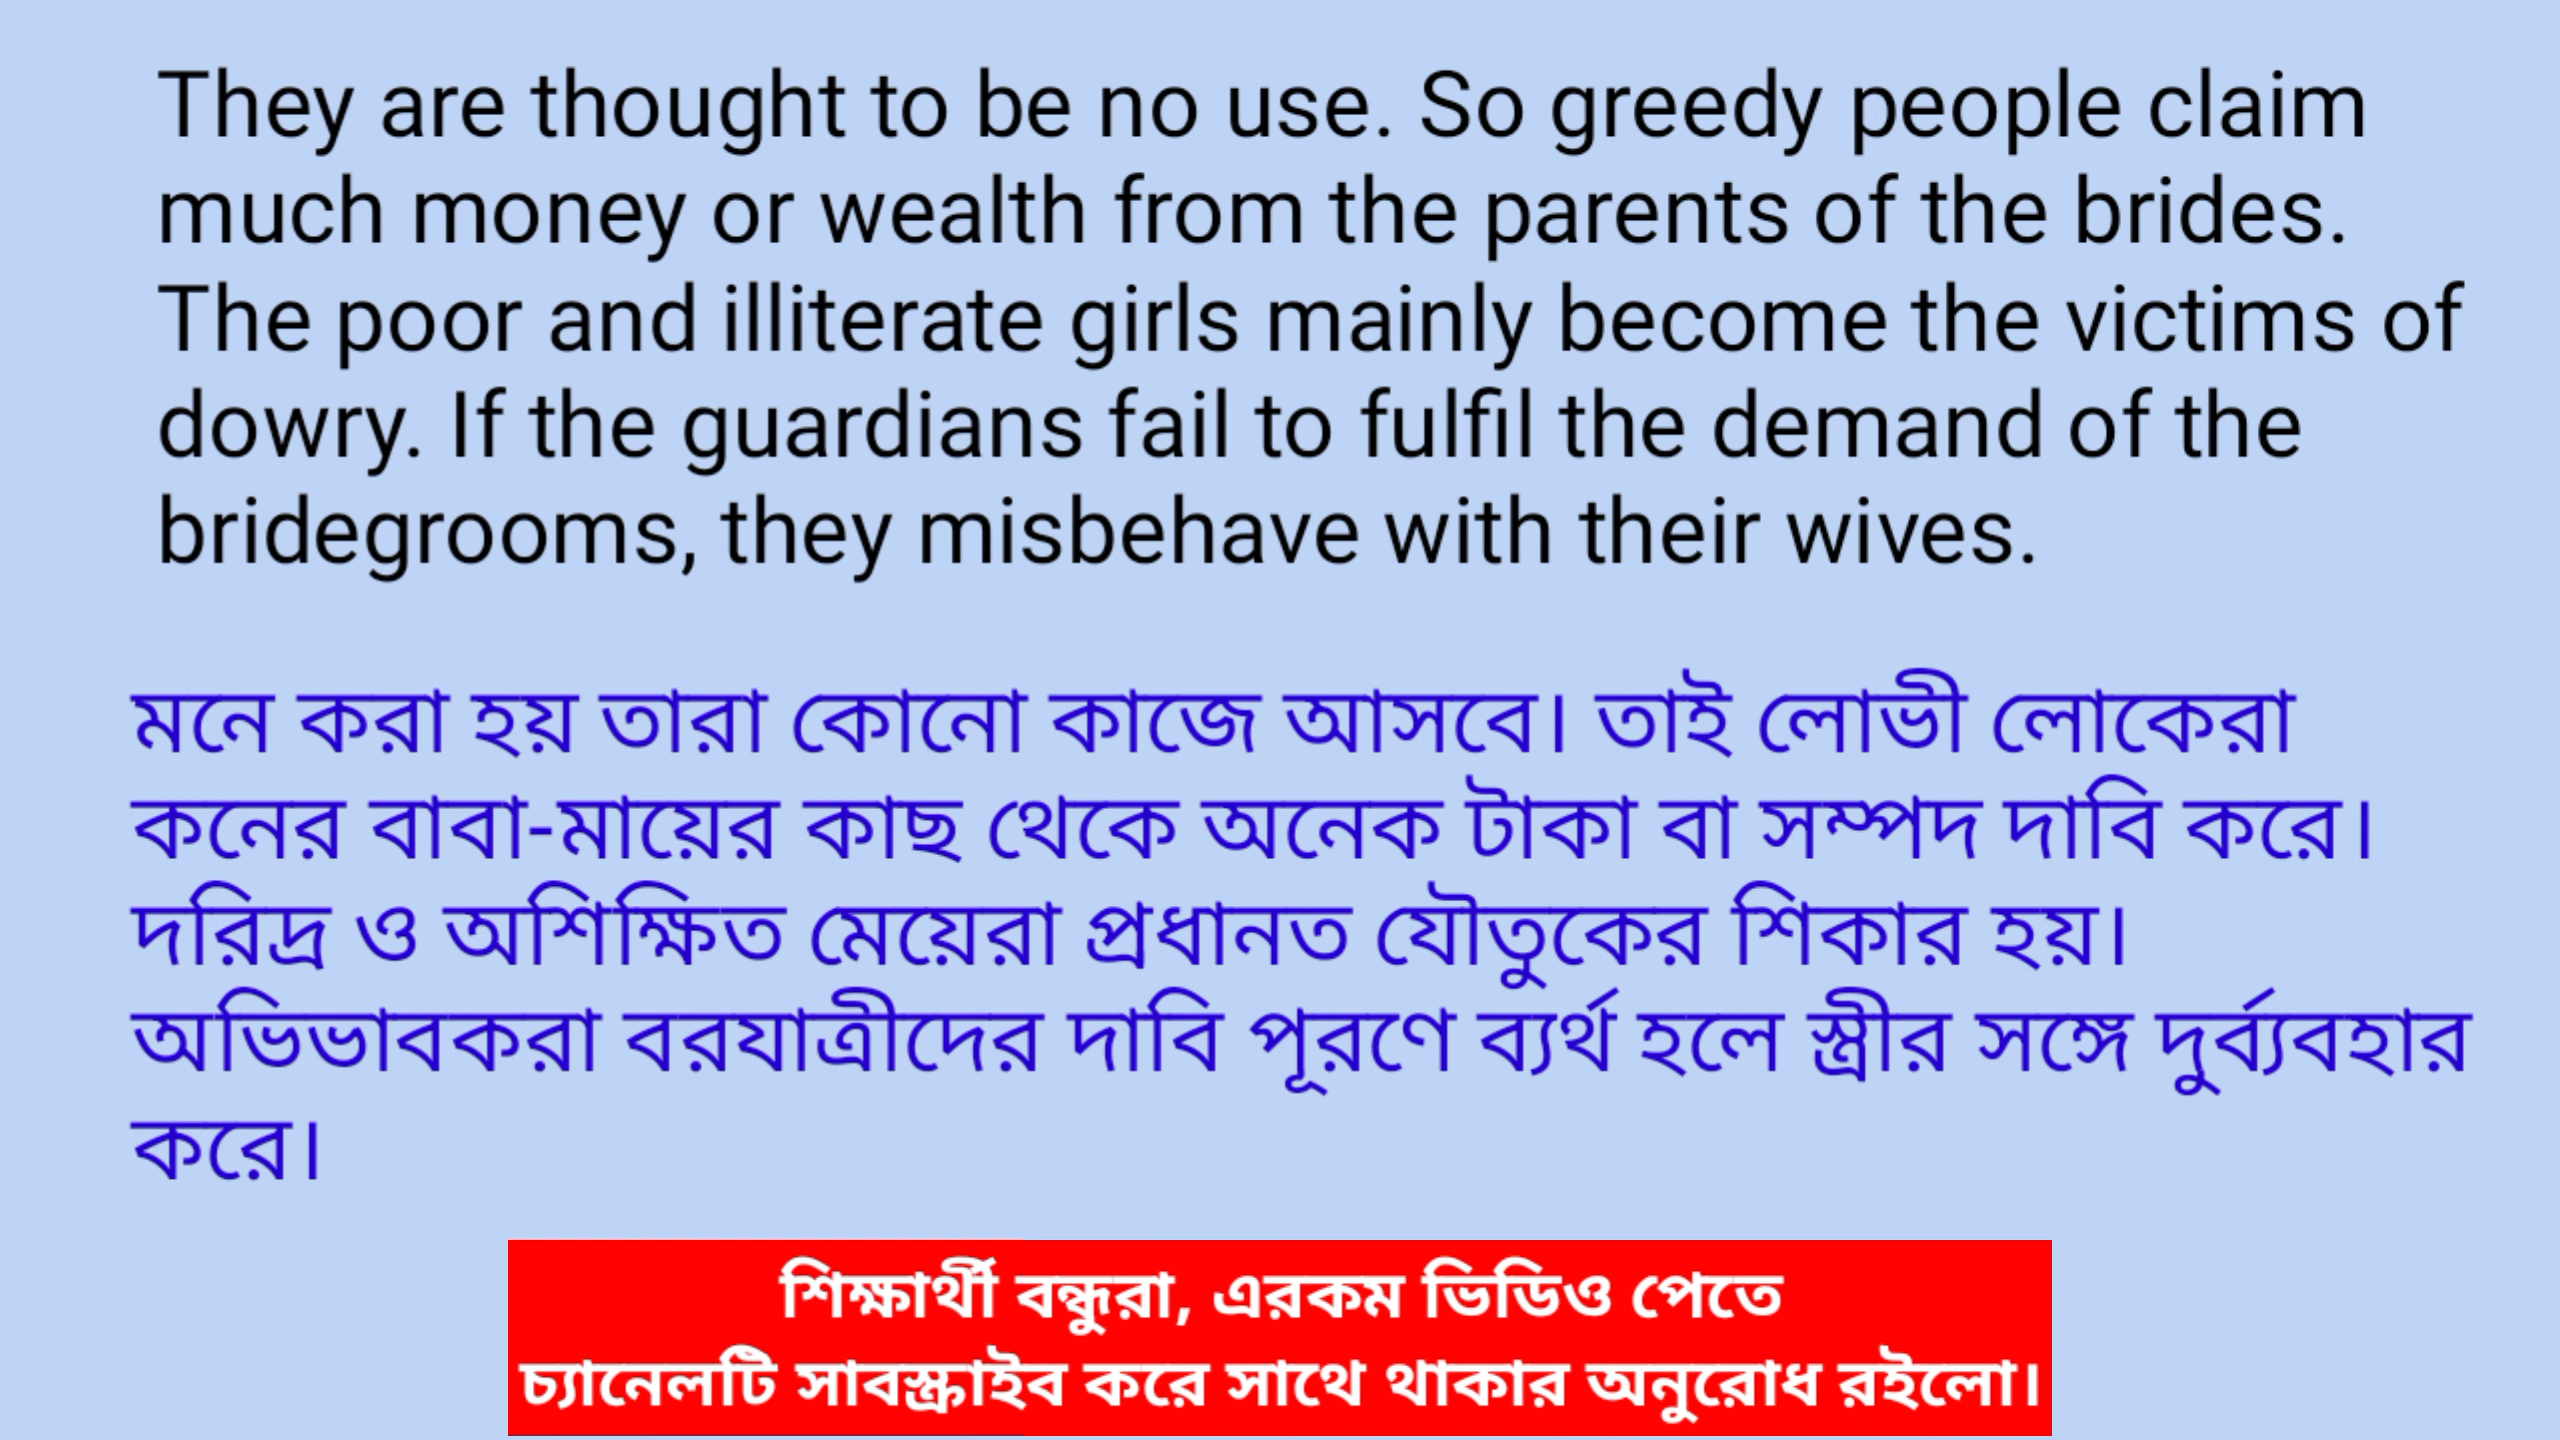 They are thought to be no use. So greedy people claim
much money or wealth from the parents of the brides.
The poor and illiterate girls mainly become the victims of
dowry. If the guardians fail to fulfil the demand of the
bridegrooms, they misbehave with their wives.
মনে করা হয় তারা কোনো কাজে আসবে। তাই লোভী লোকেরা
কনের বাবা-মায়ের কাছ থেকে অনেক টাকা বা সম্পদ দাবি করে।
দরিদ্র ও অশিক্ষিত মেয়েরা প্রধানত যৌতুকের শিকার হয়।
অভিভাবকরা বরযাত্রীদের দাবি পূরণে ব্যর্থ হলে স্ত্রীর সঙ্গে দুর্ব্যবহার
করে।
শিক্ষার্থী বন্ধুরা, এরকম ভিডিও পেতে
চ্যানেলটি সাবস্ক্রাইব করে সাথে থাকার অনুরোধ রইলো।